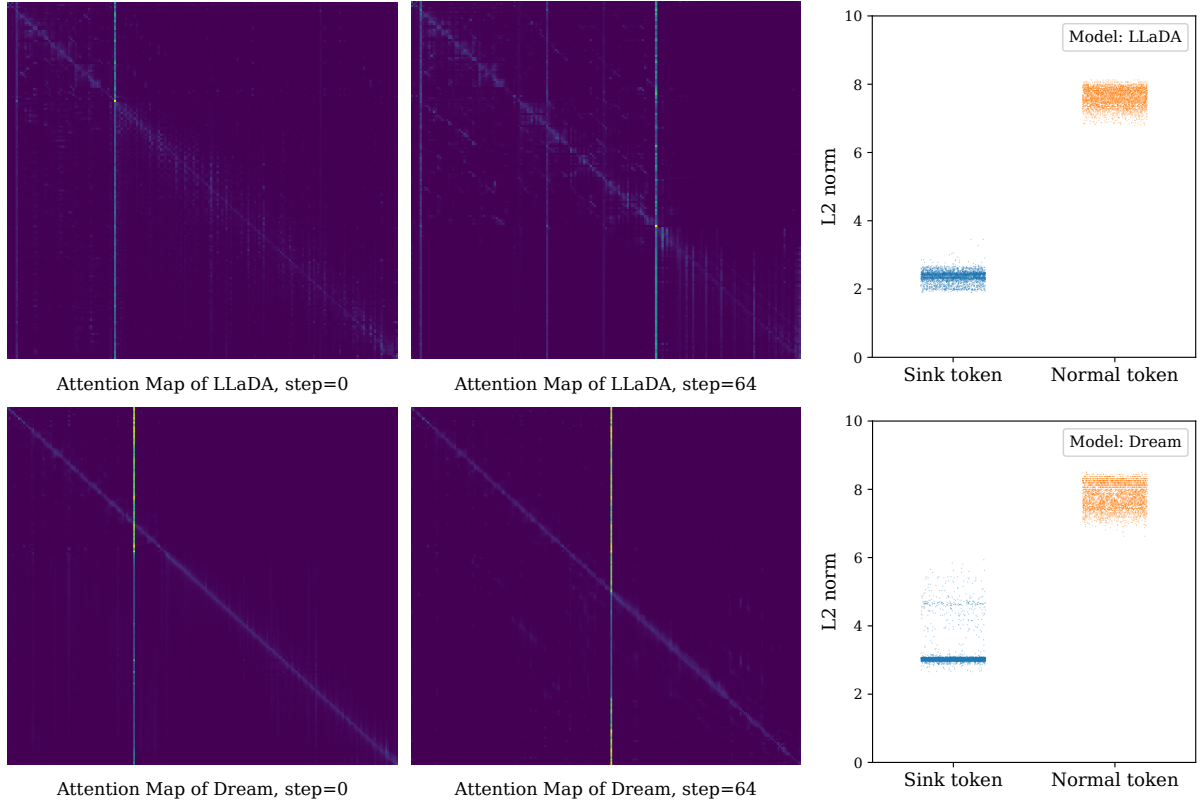 Attention Map of LLaDA, step=0
Attention Map of LLaDA, step=64
10
8
6
4
2
0
L2 norm
Model: LLaDA
Sink token
Normal token
Attention Map of Dream, step=0
Attention Map of Dream, step=64
10
8
6
4
2
0
L2 norm
Model: Dream
Sink token
Normal token